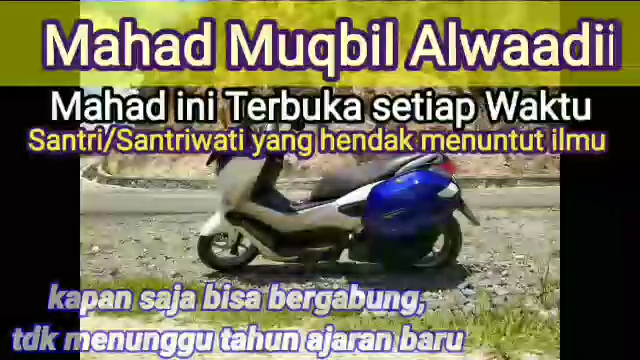 Mahad Muqbil Alwaadii
Mahad ini Terbuka setiap Waktu
Santri/Santriwati yang hendak menuntut ilmu
kapan saja bisa bergabung,
tdk menunggu tahun ajaran baru